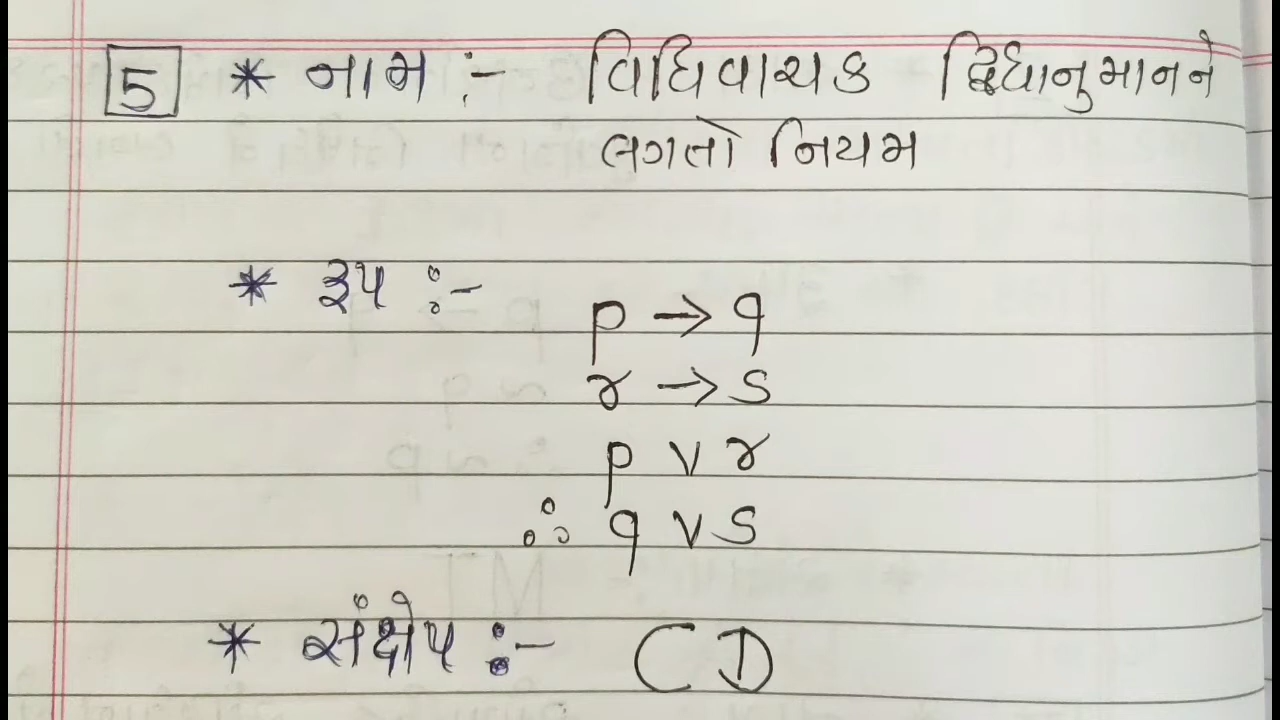 5 * નામ :- વિધિવાચક દ્વિધાનુમાનને
લગતો નિયમ
* રૂપ :-
p → q
r → s
p v r
∴ q v s
* સંક્ષેપ :- CD